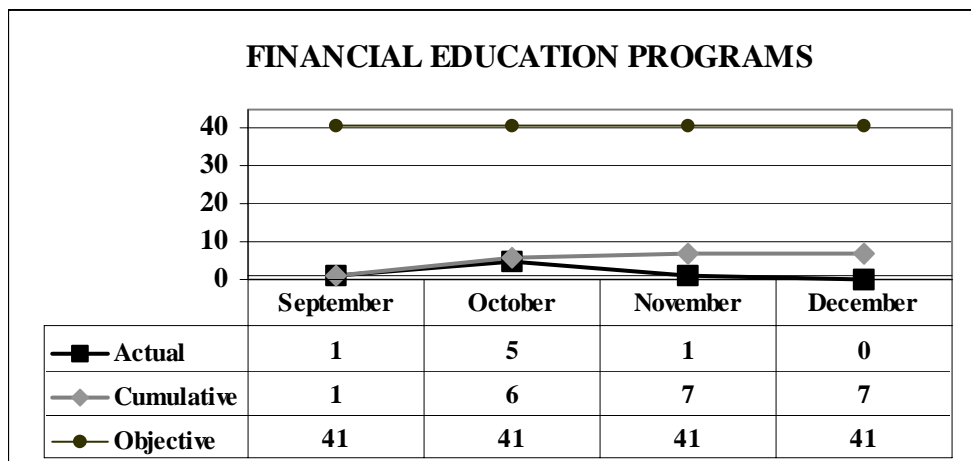 FINANCIAL EDUCATION PROGRAMS
40
30
20
10
0
September October November December
Actual 1 5 1 0
Cumulative 1 6 7 7
Objective 41 41 41 41